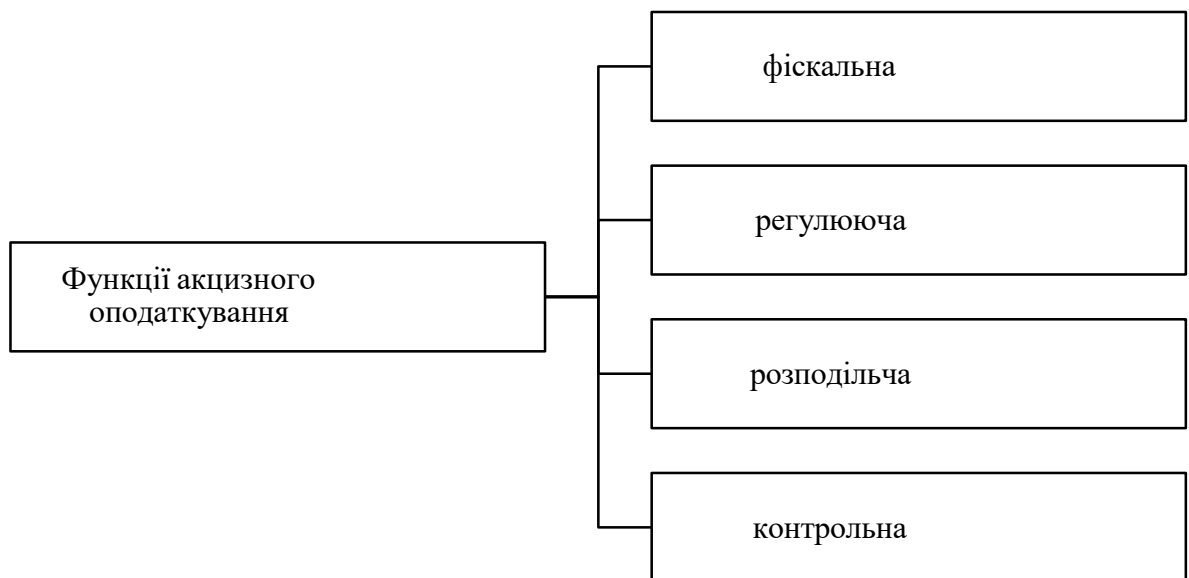 Функції акцизного
оподаткування
фіскальна
регулююча
розподільча
контрольна